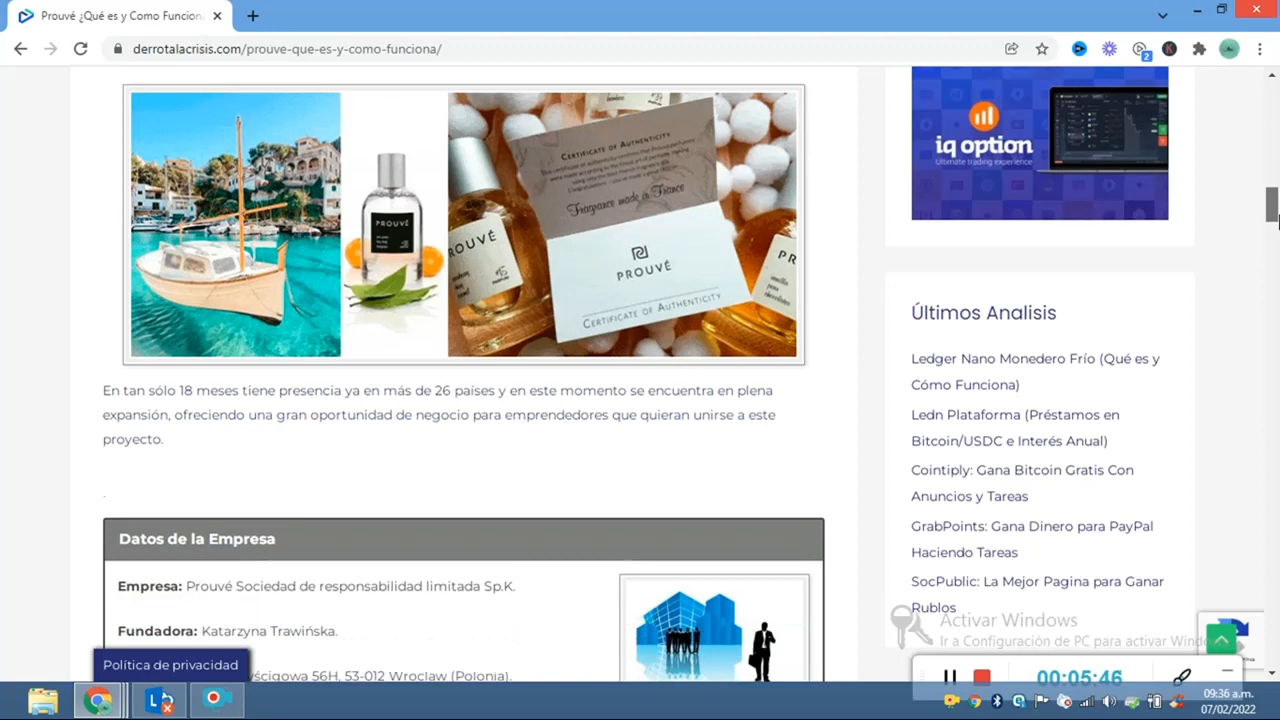 Prouvé ¿Qué es y Como Funciona
derrotalacrisis.com/prouve-que-es-y-como-funciona/
2
K
CERTIFICATE OF AUTHENTICITY
Fragrance made in France
PROUVÉ
PROUVÉ
PROUVÉ
CERTIFICATE OF AUTHENTICITY
iq option
Ultimate trading experience
En tan sólo 18 meses tiene presencia ya en más de 26 países y en este momento se encuentra en plena
expansión, ofreciendo una gran oportunidad de negocio para emprendedores que quieran unirse a este
proyecto.
Últimos Analisis
Ledger Nano Monedero Frío (Qué es y
Cómo Funciona)
Ledn Plataforma (Préstamos en
Bitcoin/USDC e Interés Anual)
Cointiply: Gana Bitcoin Gratis Con
Anuncios y Tareas
GrabPoints: Gana Dinero para PayPal
Haciendo Tareas
SocPublic: La Mejor Pagina para Ganar
Rublos
Datos de la Empresa
Empresa: Prouvé Sociedad de responsabilidad limitada Sp.K.
Fundadora: Katarzyna Trawińska.
56H, 53-012 Wroclaw (Polonia).
Política de privacidad
Activar Windows
Ir a Configuración de PC para activar
00:05:46
09:36 a.m.
07/02/2022